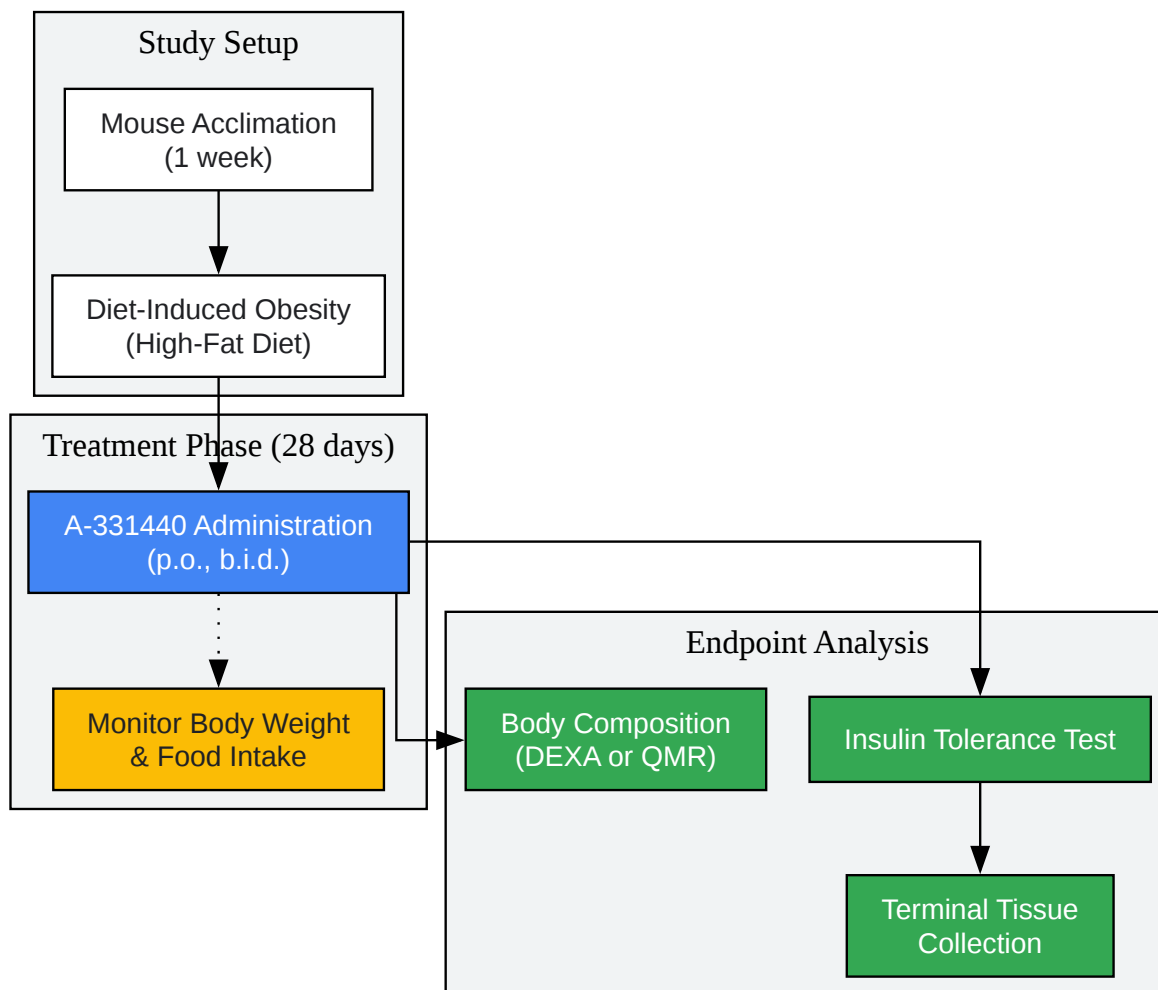 Study Setup
Mouse Acclimation
(1 week)
Diet-Induced Obesity
(High-Fat Diet)
Treatment Phase (28 days)
A-331440 Administration
(p.o., b.i.d.)
Monitor Body Weight
& Food Intake
Endpoint Analysis
Body Composition
(DEXA or QMR)
Insulin Tolerance Test
Terminal Tissue
Collection